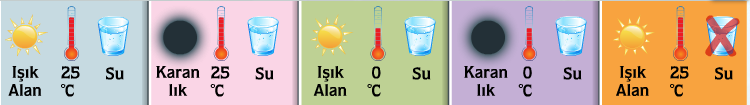 Işık 25 Su
Alan °C
Karan 25 Su
lık °C
Işık 0 Su
Alan °C
Karan 0 Su
lık °C
Işık 25 Su
Alan °C